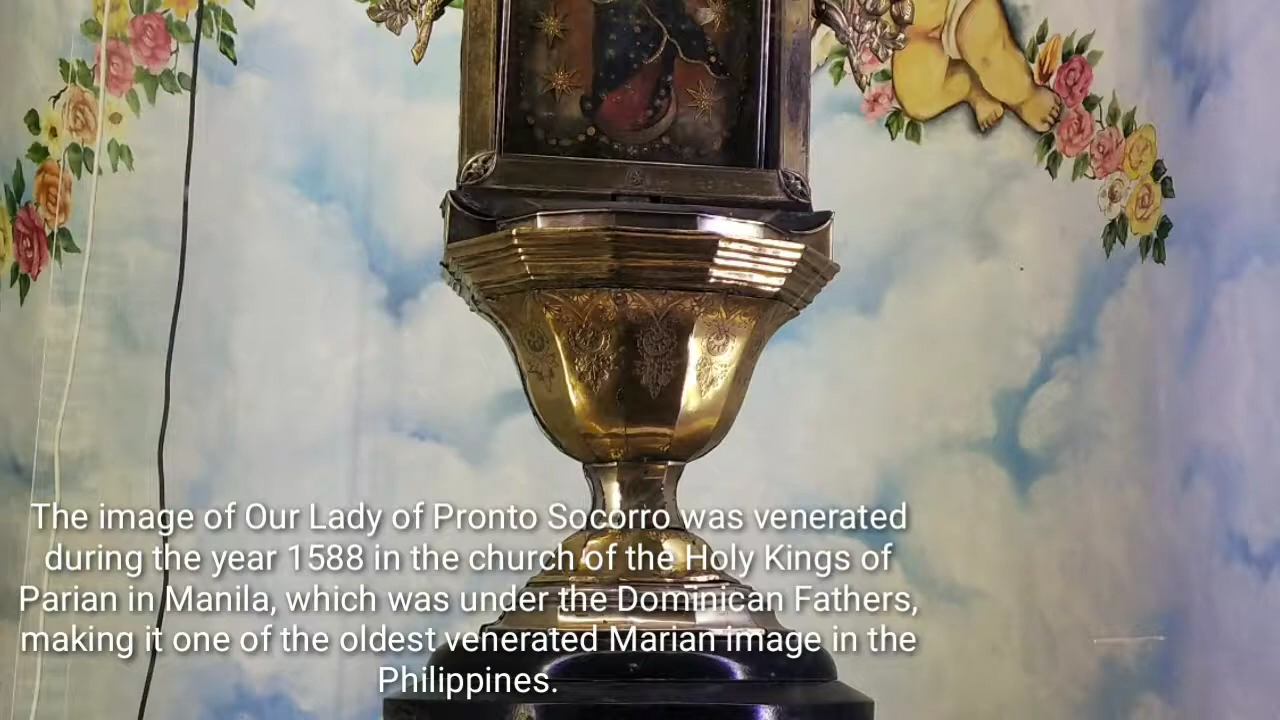 The image of Our Lady of Pronto Socorro was venerated
during the year 1588 in the church of the Holy Kings of
Parian in Manila, which was under the Dominican Fathers,
making it one of the oldest venerated Marian image in the
Philippines.